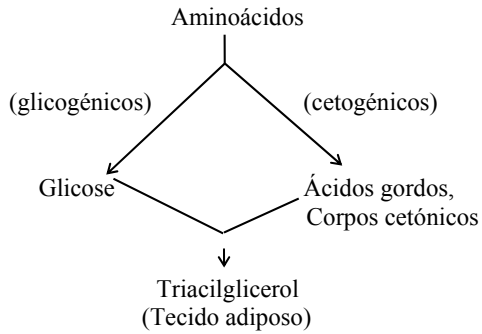 Aminoácidos
(glicogénicos)
(cetogénicos)
Glicose
Ácidos gordos,
Corpos cetónicos
Triacilglicerol
(Tecido adiposo)